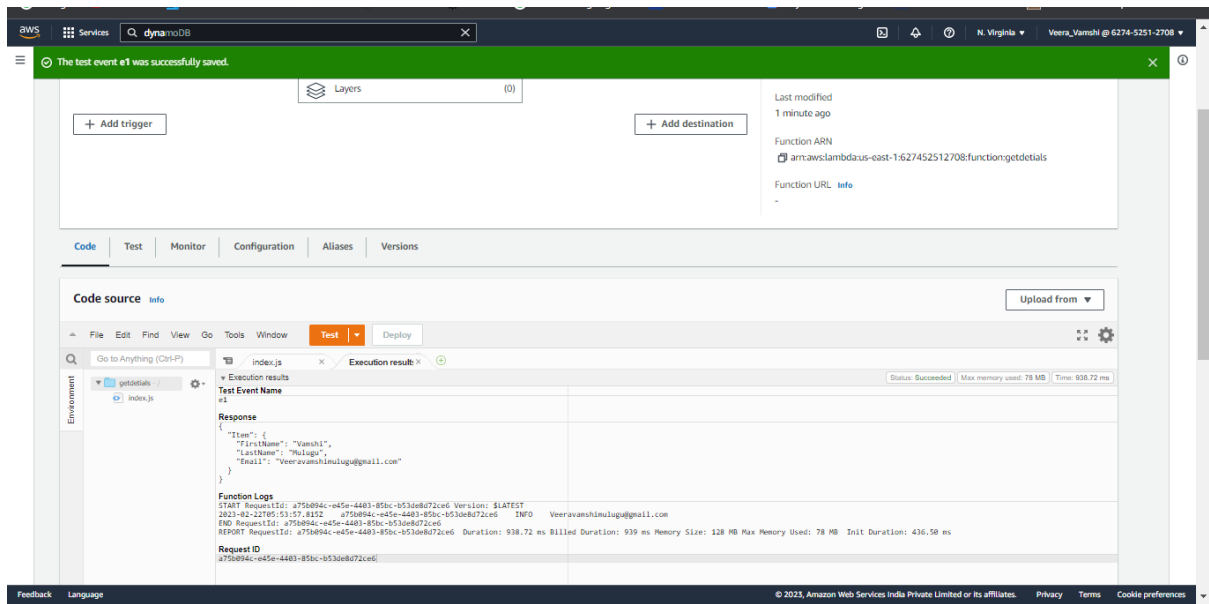 aws
Services
dynamoDB
N. Virginia
Veera_Vamshi @ 6274-5251-2708
The test event e1 was successfully saved.
Layers
(0)
+ Add trigger
+ Add destination
Last modified
1 minute ago
Function ARN
arn:aws:lambda:us-east-1:627452512708:function:getdetials
Function URL Info
-
Code
Test
Monitor
Configuration
Aliases
Versions
Code source Info
Upload from
File Edit Find View Go Tools Window
Test
Deploy
Go to Anything (Ctrl-P)
index.js
Execution results
Environment
getdetials - /
index.js
Execution results
Status: Succeeded
Max memory used: 78 MB
Time: 938.72 ms
Test Event Name
e1
Response
{
"Item": {
"FirstName": "Vamshi",
"LastName": "Mulugu",
"Email": "Veeravamshimulugu@gmail.com"
}
}
Function Logs
START RequestId: a75b094c-e45e-4403-85bc-b53de8d72ce6 Version: $LATEST
2023-02-22T05:53:57.815Z a75b094c-e45e-4403-85bc-b53de8d72ce6 INFO Veeravamshimulugu@gmail.com
END RequestId: a75b094c-e45e-4403-85bc-b53de8d72ce6
REPORT RequestId: a75b094c-e45e-4403-85bc-b53de8d72ce6 Duration: 938.72 ms Billed Duration: 939 ms Memory Size: 128 MB Max Memory Used: 78 MB Init Duration: 436.50 ms
Request ID
a75b094c-e45e-4403-85bc-b53de8d72ce6
Feedback
Language
© 2023, Amazon Web Services India Private Limited or its affiliates.
Privacy
Terms
Cookie preferences